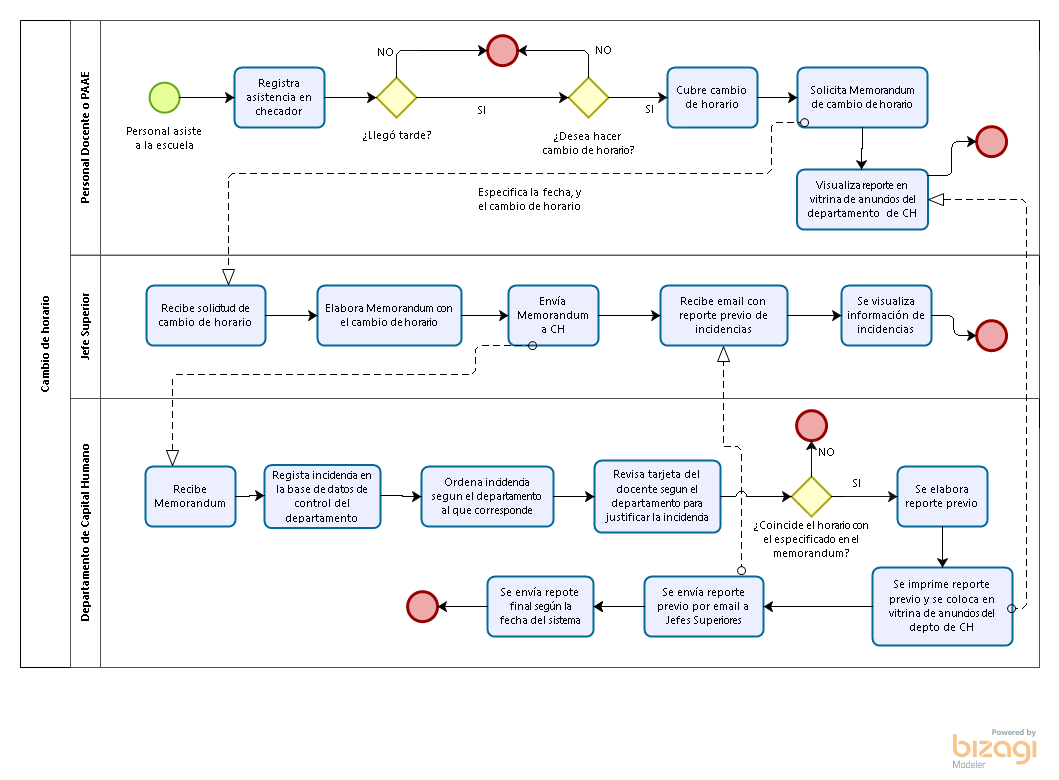 Cambio de horario
Personal Docente o PAAE
Personal asiste
a la escuela
Registra
asistencia en
checador
NO
¿Llegó tarde?
SI
NO
¿Desea hacer
cambio de horario?
SI
Cubre cambio
de horario
Solicita Memorandum
de cambio de horario
Especifica la fecha, y
el cambio de horario
Visualiza reporte en
vitrina de anuncios del
departamento de CH
Jefe Superior
Recibe solicitud de
cambio de horario
Elabora Memorandum con
el cambio de horario
Envía
Memorandum
a CH
Recibe email con
reporte previo de
incidencias
Se visualiza
información de
incidencias
Departamento de Capital Humano
Recibe
Memorandum
Regista incidencia en
la base de datos de
control del
departamento
Ordena incidencia
segun el departamento
al que corresponde
Revisa tarjeta del
docente segun el
departamento para
justificar la incidencia
NO
¿Coincide el horario con
el especificado en el
memorandum?
SI
Se elabora
reporte previo
Se imprime reporte
previo y se coloca en
vitrina de anuncios del
depto de CH
Se envía reporte
previo por email a
Jefes Superiores
Se envía repote
final según la
fecha del sistema
Powered by
bizagi
Modeler